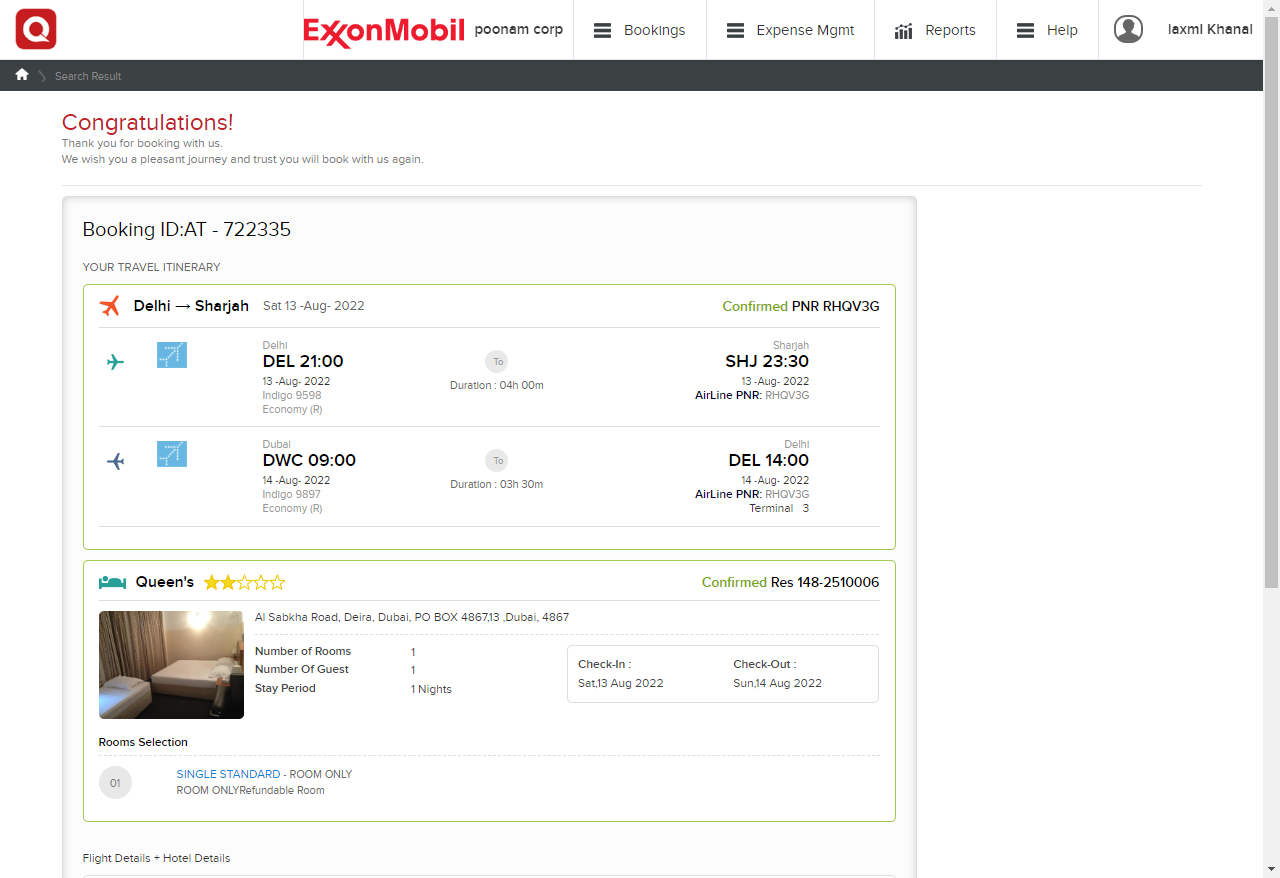 Q
ExxonMobil poonam corp Bookings Expense Mgmt Reports Help laxmi Khanal
Search Result
Congratulations!
Thank you for booking with us.
We wish you a pleasant journey and trust you will book with us again.
Booking ID:AT - 722335
YOUR TRAVEL ITINERARY
Delhi → Sharjah Sat 13 -Aug- 2022 Confirmed PNR RHQV3G
Delhi Sharjah
DEL 21:00 To SHJ 23:30
13 -Aug- 2022 Duration : 04h 00m 13 -Aug- 2022
Indigo 9598 AirLine PNR: RHQV3G
Economy (R)
Dubai Delhi
DWC 09:00 To DEL 14:00
14 -Aug- 2022 Duration : 03h 30m 14 -Aug- 2022
Indigo 9897 AirLine PNR: RHQV3G
Economy (R) Terminal 3
Queen's Confirmed Res 148-2510006
Al Sabkha Road, Deira, Dubai, PO BOX 4867,13 ,Dubai, 4867
Number of Rooms 1
Number Of Guest 1
Stay Period 1 Nights
Check-In : Check-Out :
Sat,13 Aug 2022 Sun,14 Aug 2022
Rooms Selection
01 SINGLE STANDARD - ROOM ONLY
ROOM ONLYRefundable Room
Flight Details + Hotel Details